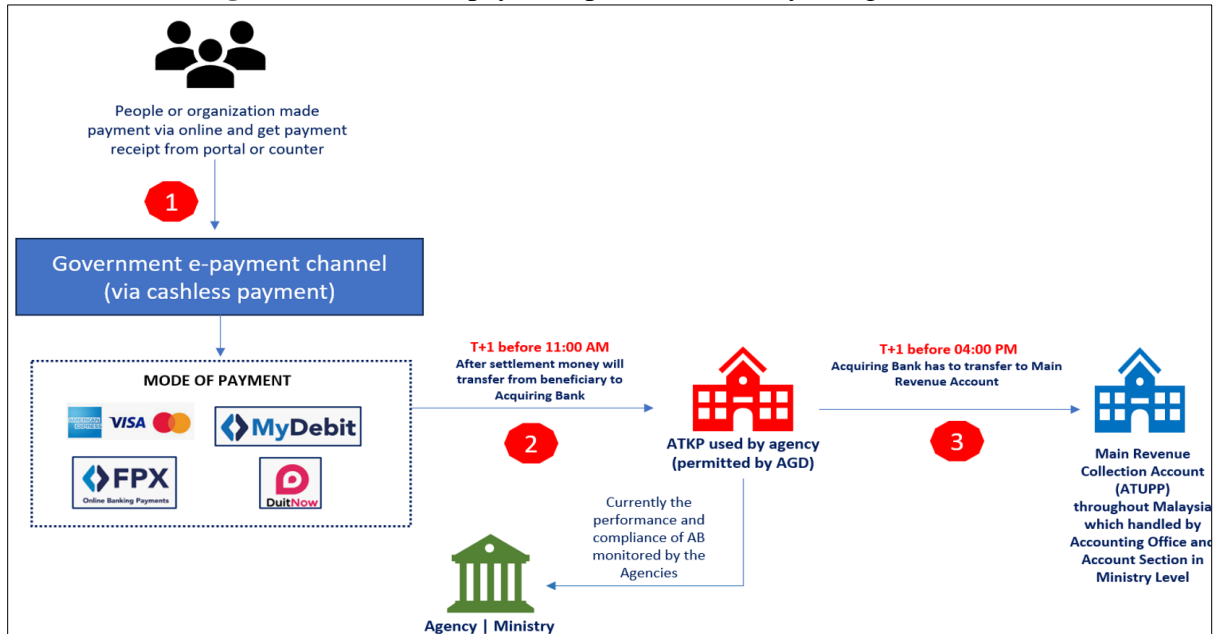 People or organization made
payment via online and get payment
receipt from portal or counter
1
Government e-payment channel
(via cashless payment)
MODE OF PAYMENT
AMERICAN
EXPRESS
VISA
MyDebit
FPX
Online Banking Payments
DuitNow
T+1 before 11:00 AM
After settlement money will
transfer from beneficiary to
Acquiring Bank
2
ATKP used by agency
(permitted by AGD)
T+1 before 04:00 PM
Acquiring Bank has to transfer to Main
Revenue Account
3
Main Revenue
Collection Account
(ATUPP)
throughout Malaysia
which handled by
Accounting Office and
Account Section in
Ministry Level
Currently the
performance and
compliance of AB
monitored by the
Agencies
Agency | Ministry